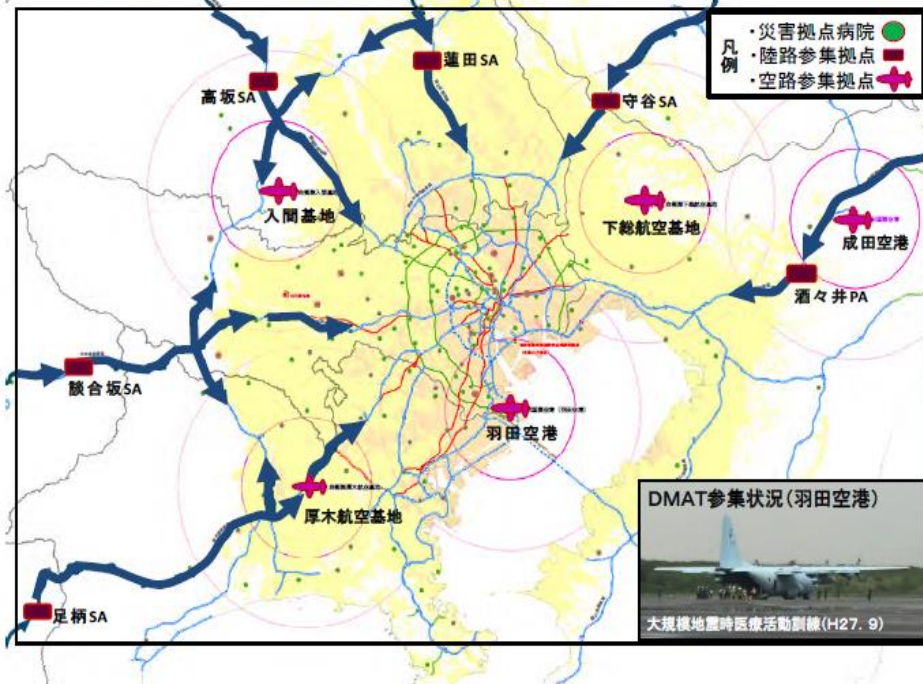 凡例
・災害拠点病院
・陸路参集拠点
・空路参集拠点
蓮田SA
高坂SA
守谷SA
入間基地
下総航空基地
成田空港
酒々井PA
談合坂SA
羽田空港
厚木航空基地
足柄SA
DMAT参集状況(羽田空港)
大規模地震時医療活動訓練(H27.9)